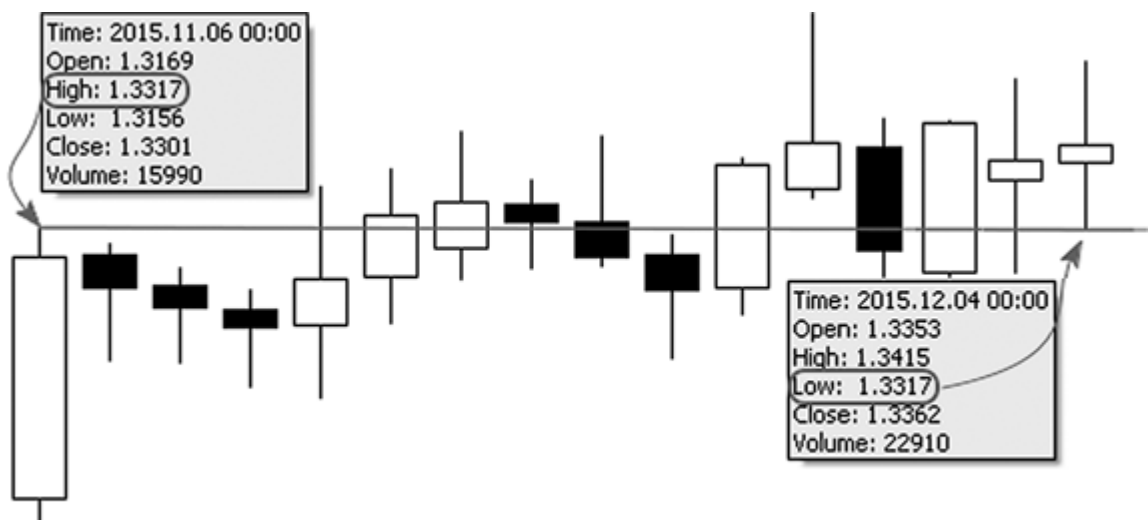 Time: 2015.11.06 00:00
Open: 1.3169
High: 1.3317
Low: 1.3156
Close: 1.3301
Volume: 15990
Time: 2015.12.04 00:00
Open: 1.3353
High: 1.3415
Low: 1.3317
Close: 1.3362
Volume: 22910